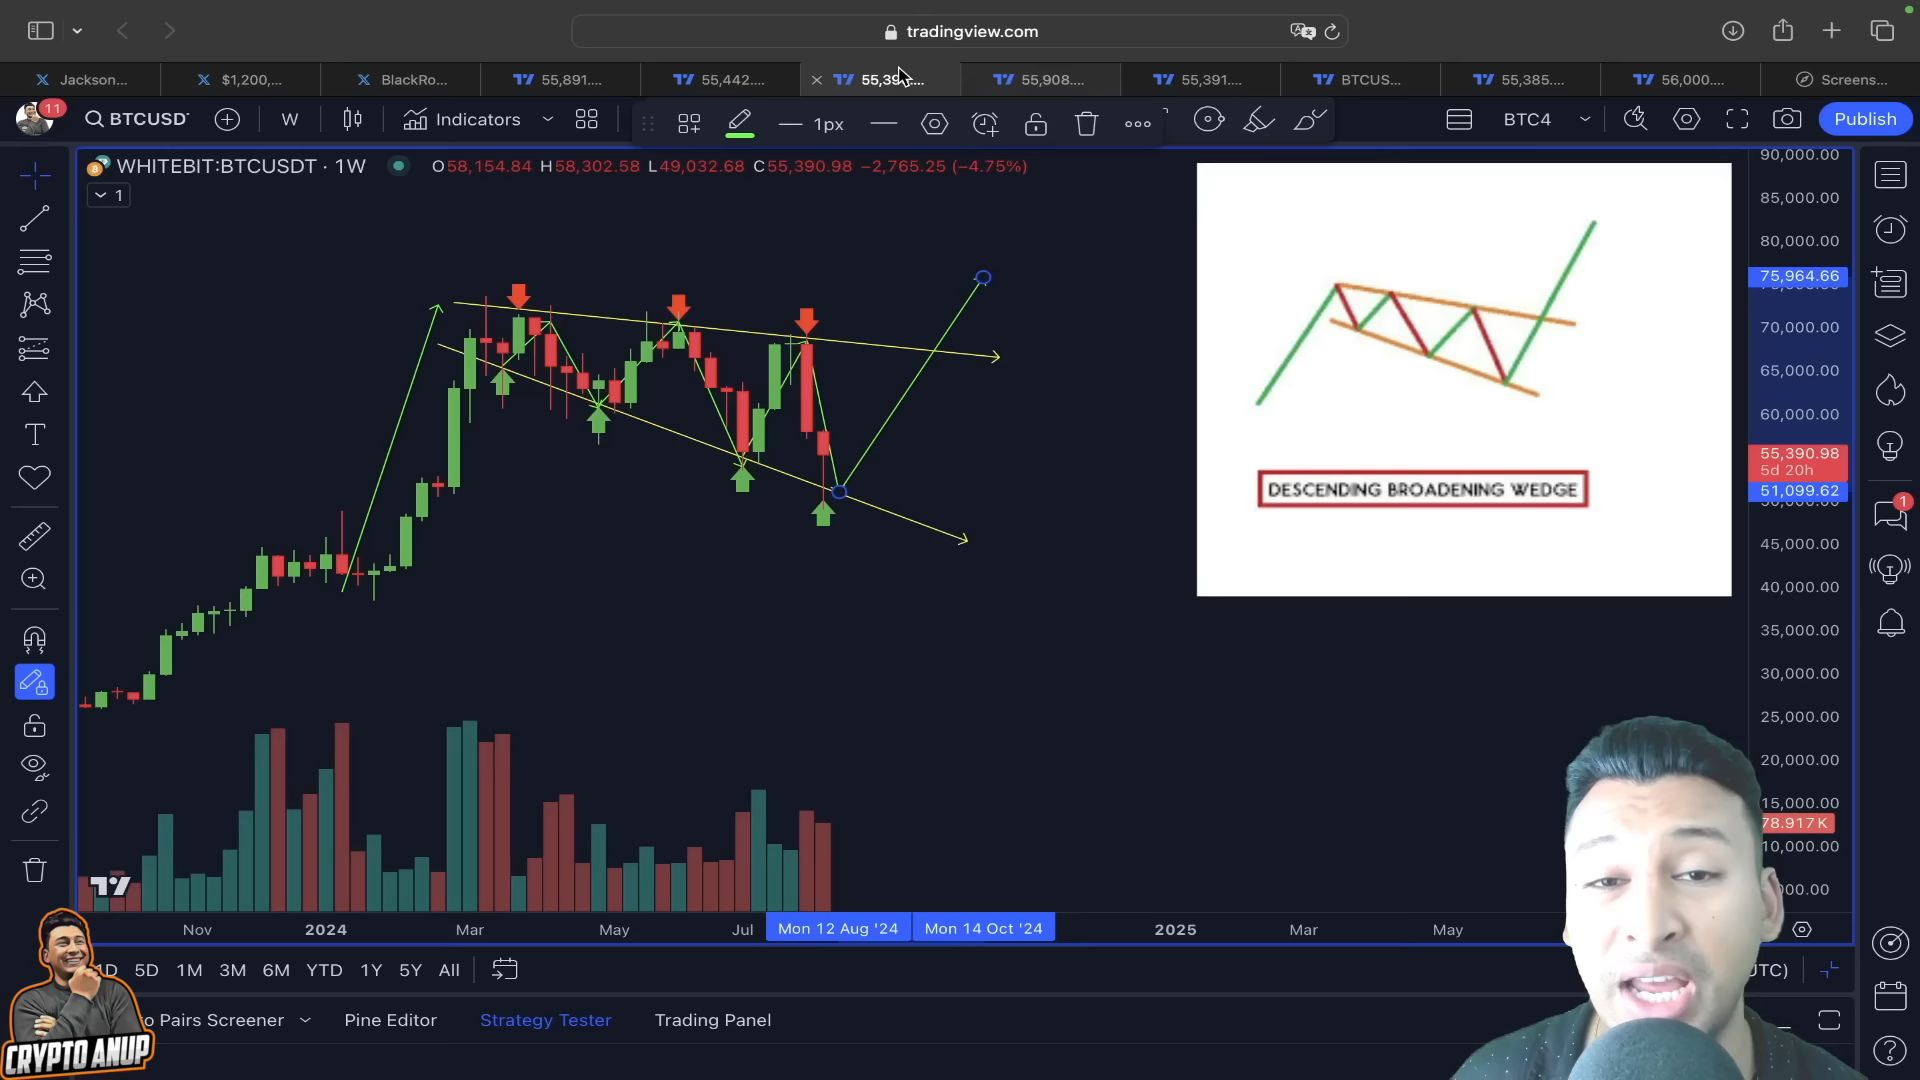 tradingview.com
Jackson...
$1,200,...
BlackRo...
55,891....
55,442....
55,908....
55,391....
BTCUS...
55,385....
56,000....
Screens...
11
BTCUSD
W
Indicators
1px
BTC4
Publish
WHITEBIT:BTCUSDT · 1W
O58,154.84 H58,302.58 L49,032.68 C55,390.98 −2,765.25 (−4.75%)
1
90,000.00
85,000.00
80,000.00
75,964.66
70,000.00
65,000.00
60,000.00
55,390.98
5d 20h
51,099.62
45,000.00
40,000.00
35,000.00
30,000.00
25,000.00
20,000.00
15,000.00
78.917K
10,000.00
DESCENDING BROADENING WEDGE
1
Nov
2024
Mar
May
Jul
Mon 12 Aug '24
Mon 14 Oct '24
2025
Mar
May
1D
5D
1M
3M
6M
YTD
1Y
5Y
All
UTC)
o Pairs Screener
Pine Editor
Strategy Tester
Trading Panel
CRYPTO ANUP